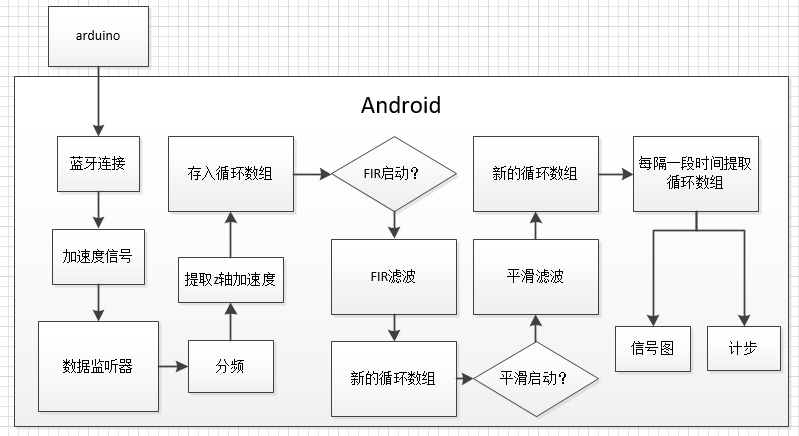 arduino
Android
蓝牙连接
加速度信号
数据监听器
分频
提取z轴加速度
存入循环数组
FIR启动？
FIR滤波
新的循环数组
平滑启动？
平滑滤波
新的循环数组
每隔一段时间提取
循环数组
信号图
计步